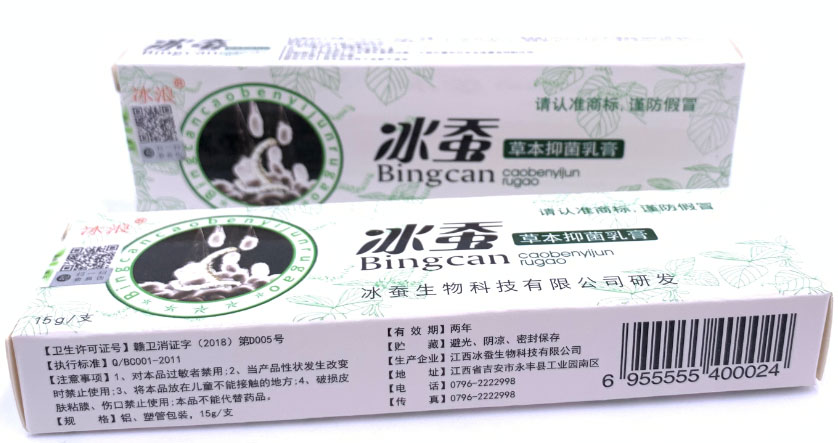 冰蚕
冰浪®
请认准商标,谨防假冒
冰蚕
草本抑菌乳膏
Bingcan
caobenyijun
rugao
Bingcancaobenyijunrugao
冰浪®
请认准商标,谨防假冒
冰蚕
草本抑菌乳膏
Bingcan
caobenyijun
rugao
Bingcancaobenyijunrugao
冰蚕生物科技有限公司研发
15g/支
【卫生许可证号】赣卫消证字(2018)第D005号
【执行标准】Q/BC001-2011
【注意事项】1、对本品过敏者禁用;2、当产品性状发生改变
时禁止使用;3、将本品放在儿童不能接触的地方;4、破损皮
肤粘膜、伤口禁止使用;本品不能代替药品。
【规 格】铝、塑管包装,15g/支
【有效期】两年
【贮 藏】避光、阴凉、密封保存
【生产企业】江西冰蚕生物科技有限公司
【地 址】江西省吉安市永丰县工业园南区
【电 话】0796-2222998
【传 真】0796-2222998
6 955555 400024